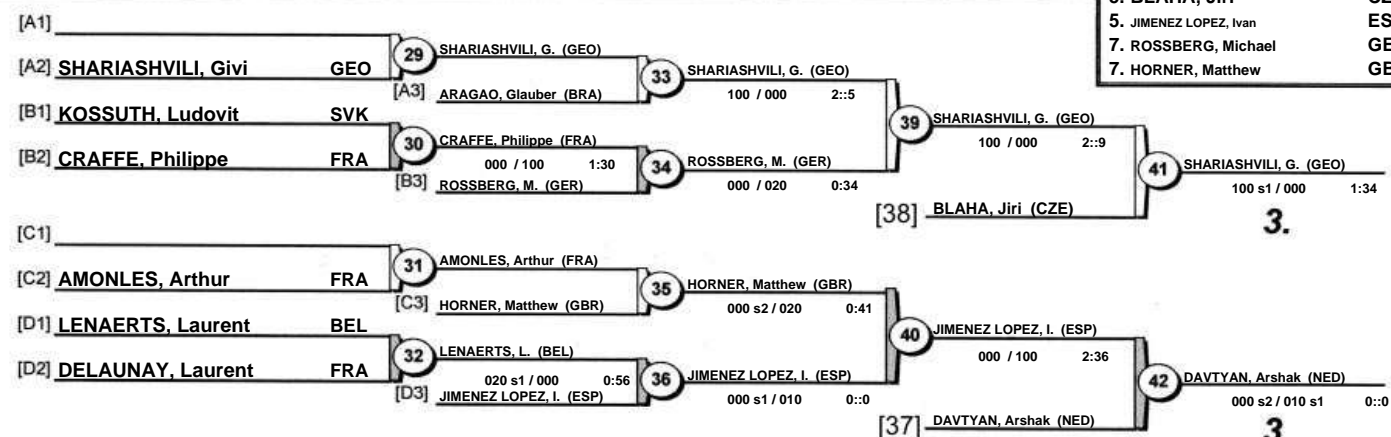 5. JIMENEZ LOPEZ, Ivan ES
7. ROSSBERG, Michael
7. HORNER, Matthew
[A1]
[A2] SHARIASHVILI, Givi GEO
29
SHARIASHVILI, G. (GEO)
[A3] ARAGAO, Glauber (BRA)
33
SHARIASHVILI, G. (GEO)
100 / 000 2::5
[B1] KOSSUTH, Ludovit SVK
[B2] CRAFFE, Philippe FRA
30
CRAFFE, Philippe (FRA)
000 / 100 1:30
[B3] ROSSBERG, M. (GER)
34
ROSSBERG, M. (GER)
000 / 020 0:34
39
SHARIASHVILI, G. (GEO)
100 / 000 2::9
[38] BLAHA, Jiri (CZE)
41
SHARIASHVILI, G. (GEO)
100 s1 / 000 1:34
3.
[C1]
[C2] AMONLES, Arthur FRA
31
AMONLES, Arthur (FRA)
[C3] HORNER, Matthew (GBR)
35
HORNER, Matthew (GBR)
000 s2 / 020 0:41
[D1] LENAERTS, Laurent BEL
[D2] DELAUNAY, Laurent FRA
32
LENAERTS, L. (BEL)
020 s1 / 000 0:56
[D3] JIMENEZ LOPEZ, I. (ESP)
36
JIMENEZ LOPEZ, I. (ESP)
000 s1 / 010 0::0
40
JIMENEZ LOPEZ, I. (ESP)
000 / 100 2:36
[37] DAVTYAN, Arshak (NED)
42
DAVTYAN, Arshak (NED)
000 s2 / 010 s1 0::0
3